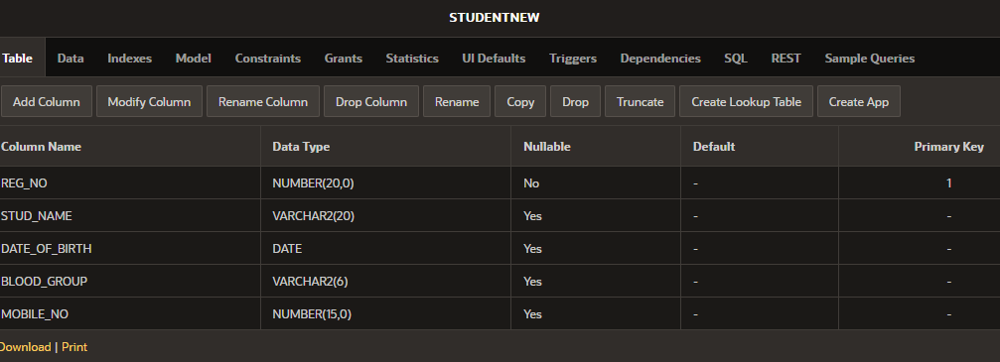 STUDENTNEW
Table Data Indexes Model Constraints Grants Statistics UI Defaults Triggers Dependencies SQL REST Sample Queries
Add Column Modify Column Rename Column Drop Column Rename Copy Drop Truncate Create Lookup Table Create App
Column Name Data Type Nullable Default Primary Key
REG_NO NUMBER(20,0) No - 1
STUD_NAME VARCHAR2(20) Yes - -
DATE_OF_BIRTH DATE Yes - -
BLOOD_GROUP VARCHAR2(6) Yes - -
MOBILE_NO NUMBER(15,0) Yes - -
Download | Print